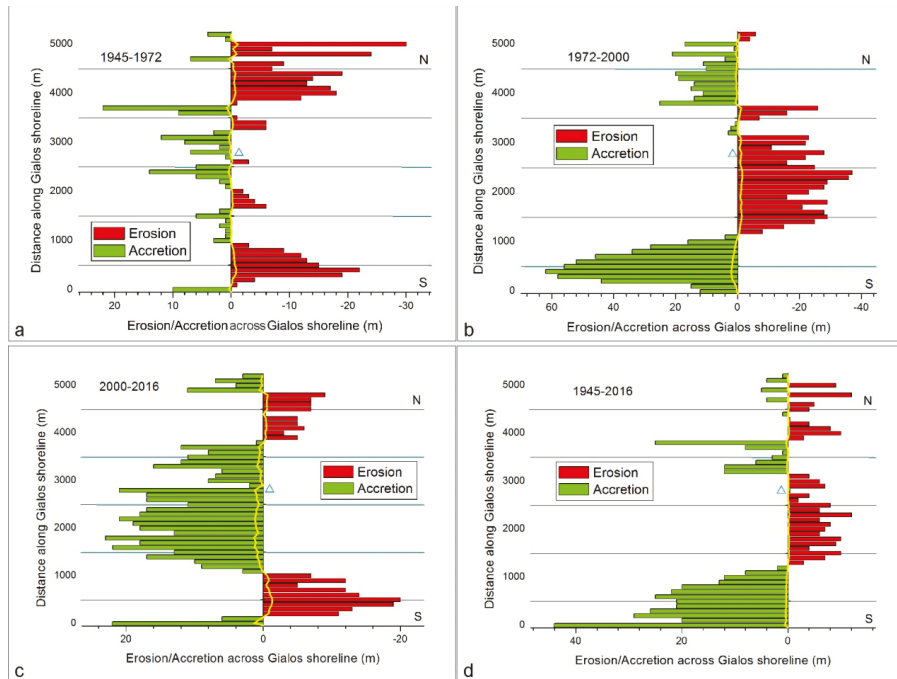 5000
4000
3000
2000
1000
0
Distance along Gialos shoreline (m)
1945-1972
N
Erosion
Accretion
S
20
10
0
-10
-20
-30
Erosion/Accretion across Gialos shoreline (m)
a
5000
4000
3000
2000
1000
0
Distance along Gialos shoreline (m)
1972-2000
N
Erosion
Accretion
S
60
40
20
0
-20
-40
Erosion/Accretion across Gialos shoreline (m)
b
5000
4000
3000
2000
1000
0
Distance along Gialos shoreline (m)
2000-2016
N
Erosion
Accretion
S
20
0
-20
Erosion/Accretion across Gialos shoreline (m)
c
5000
4000
3000
2000
1000
0
Distance along Gialos shoreline (m)
1945-2016
N
Erosion
Accretion
S
40
20
0
Erosion/Accretion across Gialos shoreline (m)
d